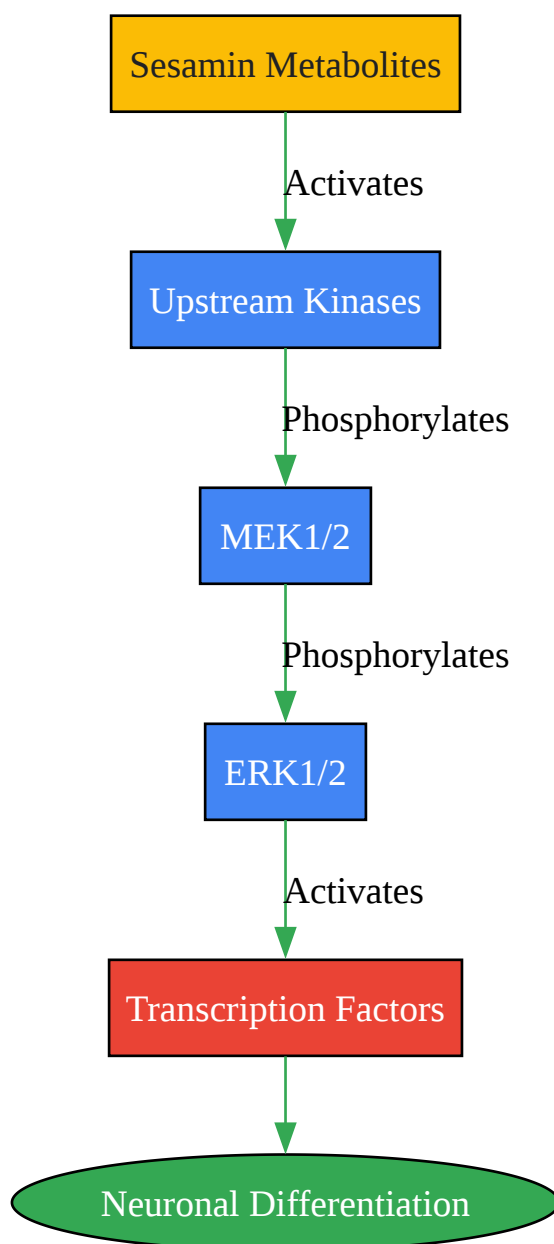 Sesamin Metabolites
Activates
Upstream Kinases
Phosphorylates
MEK1/2
Phosphorylates
ERK1/2
Activates
Transcription Factors
Neuronal Differentiation